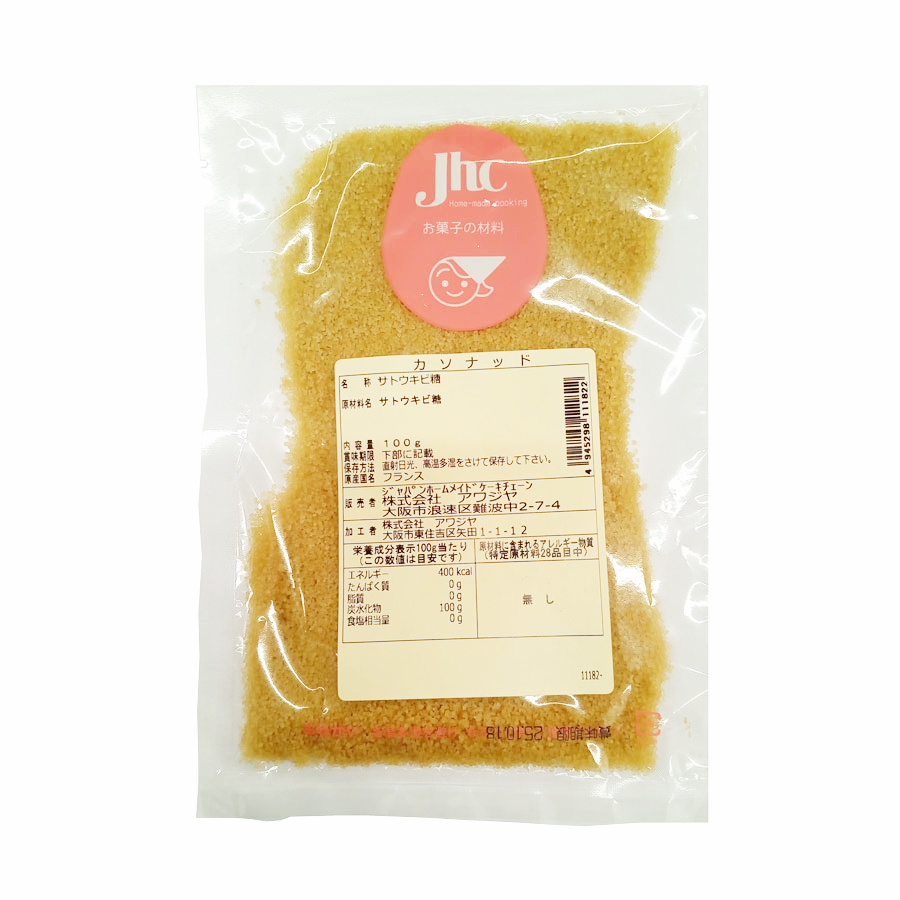 Jhc
Home-made cooking
お菓子の材料
カソナッド
名称 サトウキビ糖
原材料名 サトウキビ糖
内容量 100g
賞味期限 下部に記載
保存方法 直射日光、高温多湿をさけて保存して下さい。
原産国名 フランス
4 945298 111822
販売者 ジャパンホームメイドケーキチェーン
株式会社 アワジヤ
大阪市浪速区難波中2-7-4
加工者 株式会社 アワジヤ
大阪市東住吉区矢田1-1-12
栄養成分表示100g当たり
(この数値は目安です)
エネルギー 400 kcal
たんぱく質 0g
脂質 0g
炭水化物 100g
食塩相当量 0g
原材料に含まれるアレルギー物質
(特定原材料28品目中)
無し
11182-
賞味期限 25.10.18